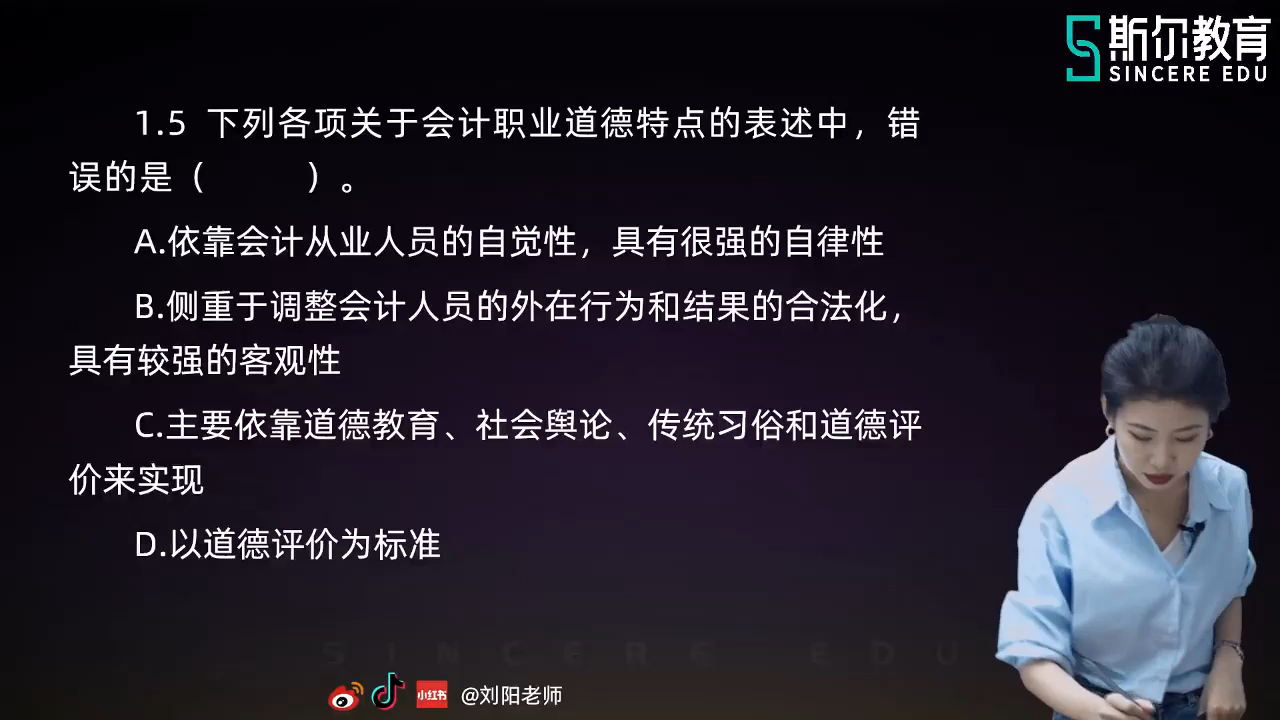 斯尔教育
SINCERE EDU
1.5 下列各项关于会计职业道德特点的表述中，错
误的是（ ）。
A.依靠会计从业人员的自觉性，具有很强的自律性
B.侧重于调整会计人员的外在行为和结果的合法化，
具有较强的客观性
C.主要依靠道德教育、社会舆论、传统习俗和道德评
价来实现
D.以道德评价为标准
SINCERE EDU
小红书 @刘阳老师